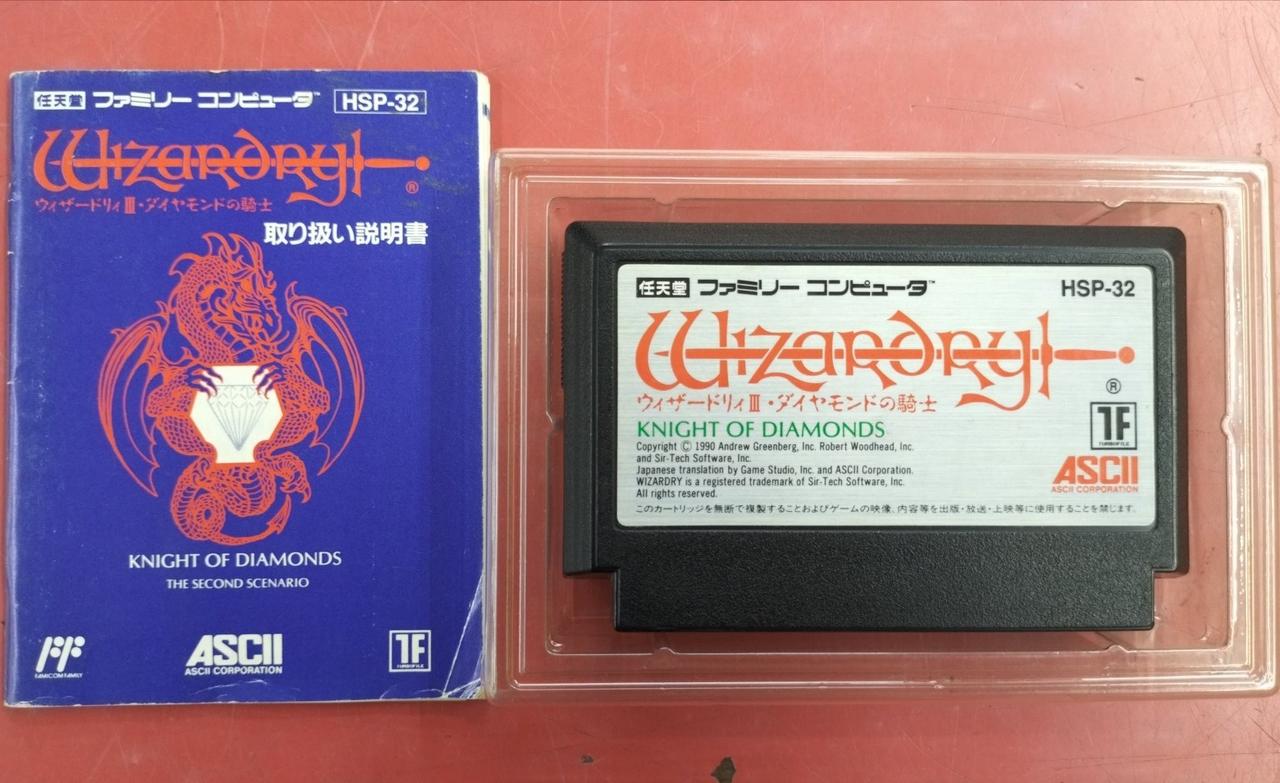 任天堂 ファミリー コンピュータ™ HSP-32
Wizardry®
ウィザードリィⅢ・ダイヤモンドの騎士
取り扱い説明書
KNIGHT OF DIAMONDS
THE SECOND SCENARIO
FF
FAMICOM FAMILY
ASCII
ASCII CORPORATION
TF
TURBOFILE
任天堂 ファミリー コンピュータ™ HSP-32
Wizardry®
ウィザードリィⅢ・ダイヤモンドの騎士
KNIGHT OF DIAMONDS
Copyright © 1990 Andrew Greenberg, Inc. Robert Woodhead, Inc.
and Sir-Tech Software, Inc.
Japanese translation by Game Studio, Inc. and ASCII Corporation.
WIZARDRY is a registered trademark of Sir-Tech Software, Inc.
All rights reserved.
TF
TURBOFILE
ASCII
ASCII CORPORATION
このカートリッジを無断で複製することおよびゲームの映像、内容等を出版・放送・上映等に使用することを禁じます。